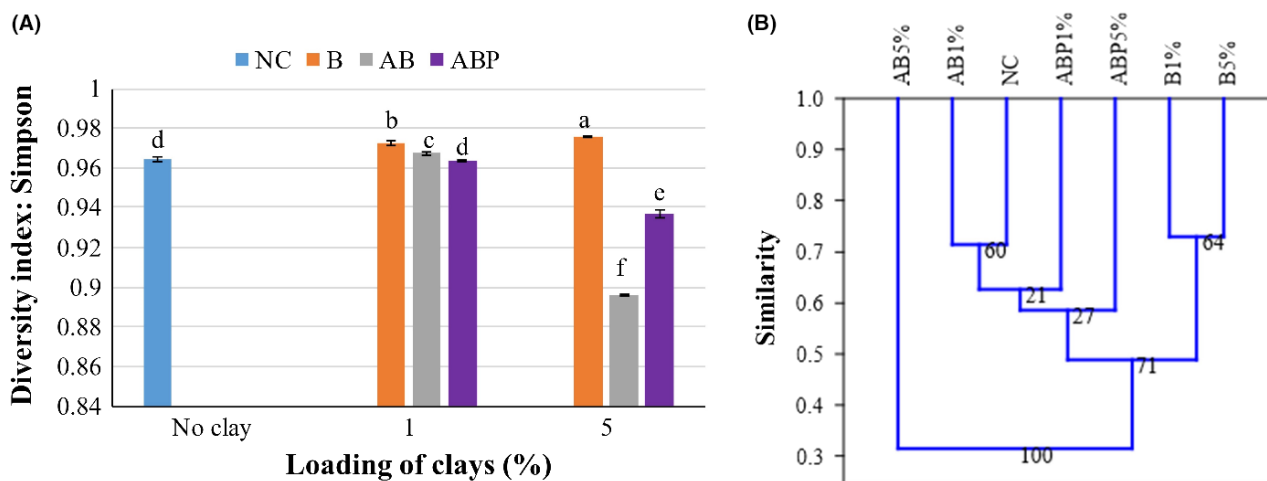 (A)
NC B AB ABP
Diversity index: Simpson
1
0.98
0.96
0.94
0.92
0.9
0.88
0.86
0.84
d
b
c
d
a
f
e
No clay 1 5
Loading of clays (%)
(B)
AB5% AB1% NC ABP1% ABP5% B1% B5%
Similarity
1.0
0.9
0.8
0.7
0.6
0.5
0.4
0.3
60
64
21
27
71
100